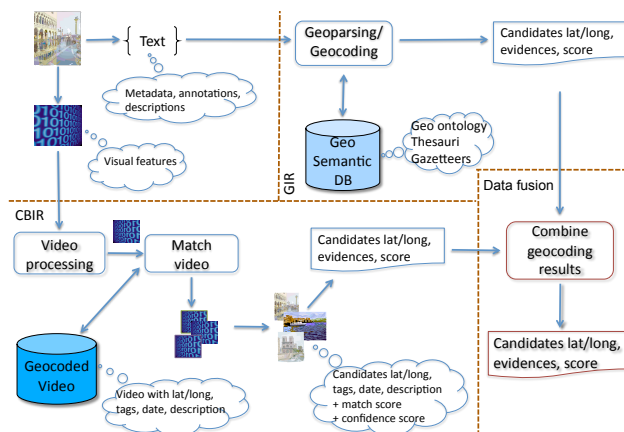 { Text }
Metadata, annotations,
descriptions
Visual features
Geoparsing/
Geocoding
Candidates lat/long,
evidences, score
Geo
Semantic
DB
Geo ontology
Thesauri
Gazetteers
GIR
Data fusion
CBIR
Video
processing
Match
video
Candidates lat/long,
evidences, score
Combine
geocoding
results
Geocoded
Video
Video with lat/long,
tags, date, description
Candidates lat/long,
tags, date, description
+ match score
+ confidence score
Candidates lat/long,
evidences, score